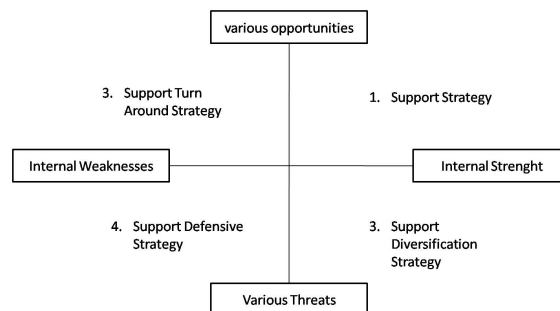 various opportunities
3. Support Turn
Around Strategy
1. Support Strategy
Internal Weaknesses
Internal Strenght
4. Support Defensive
Strategy
3. Support
Diversification
Strategy
Various Threats